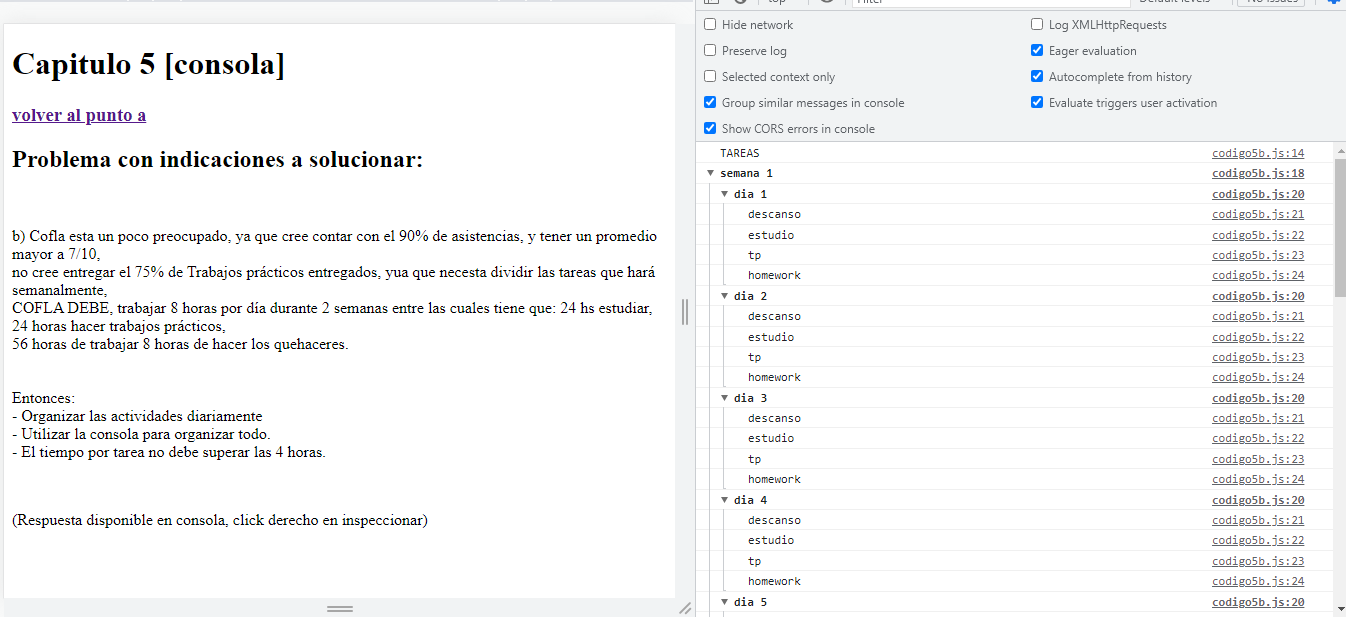 top
Filter
Default levels
No Issues
Capitulo 5 [consola]
volver al punto a
Problema con indicaciones a solucionar:
b) Cofla esta un poco preocupado, ya que cree contar con el 90% de asistencias, y tener un promedio
mayor a 7/10,
no cree entregar el 75% de Trabajos prácticos entregados, yua que necesta dividir las tareas que hará
semanalmente,
COFLA DEBE, trabajar 8 horas por día durante 2 semanas entre las cuales tiene que: 24 hs estudiar,
24 horas hacer trabajos prácticos,
56 horas de trabajar 8 horas de hacer los quehaceres.
Entonces:
- Organizar las actividades diariamente
- Utilizar la consola para organizar todo.
- El tiempo por tarea no debe superar las 4 horas.
(Respuesta disponible en consola, click derecho en inspeccionar)
Hide network
Log XMLHttpRequests
Preserve log
Eager evaluation
Selected context only
Autocomplete from history
Group similar messages in console
Evaluate triggers user activation
Show CORS errors in console
TAREAS codigo5b.js:14
semana 1 codigo5b.js:18
dia 1 codigo5b.js:20
descanso codigo5b.js:21
estudio codigo5b.js:22
tp codigo5b.js:23
homework codigo5b.js:24
dia 2 codigo5b.js:20
descanso codigo5b.js:21
estudio codigo5b.js:22
tp codigo5b.js:23
homework codigo5b.js:24
dia 3 codigo5b.js:20
descanso codigo5b.js:21
estudio codigo5b.js:22
tp codigo5b.js:23
homework codigo5b.js:24
dia 4 codigo5b.js:20
descanso codigo5b.js:21
estudio codigo5b.js:22
tp codigo5b.js:23
homework codigo5b.js:24
dia 5 codigo5b.js:20